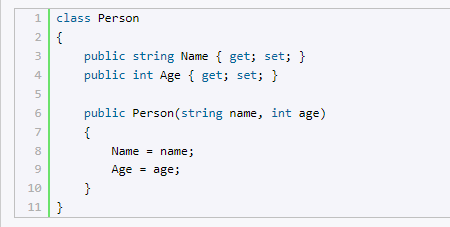 1 class Person
2 {
3     public string Name { get; set; }
4     public int Age { get; set; }
5
6     public Person(string name, int age)
7     {
8         Name = name;
9         Age = age;
10     }
11 }